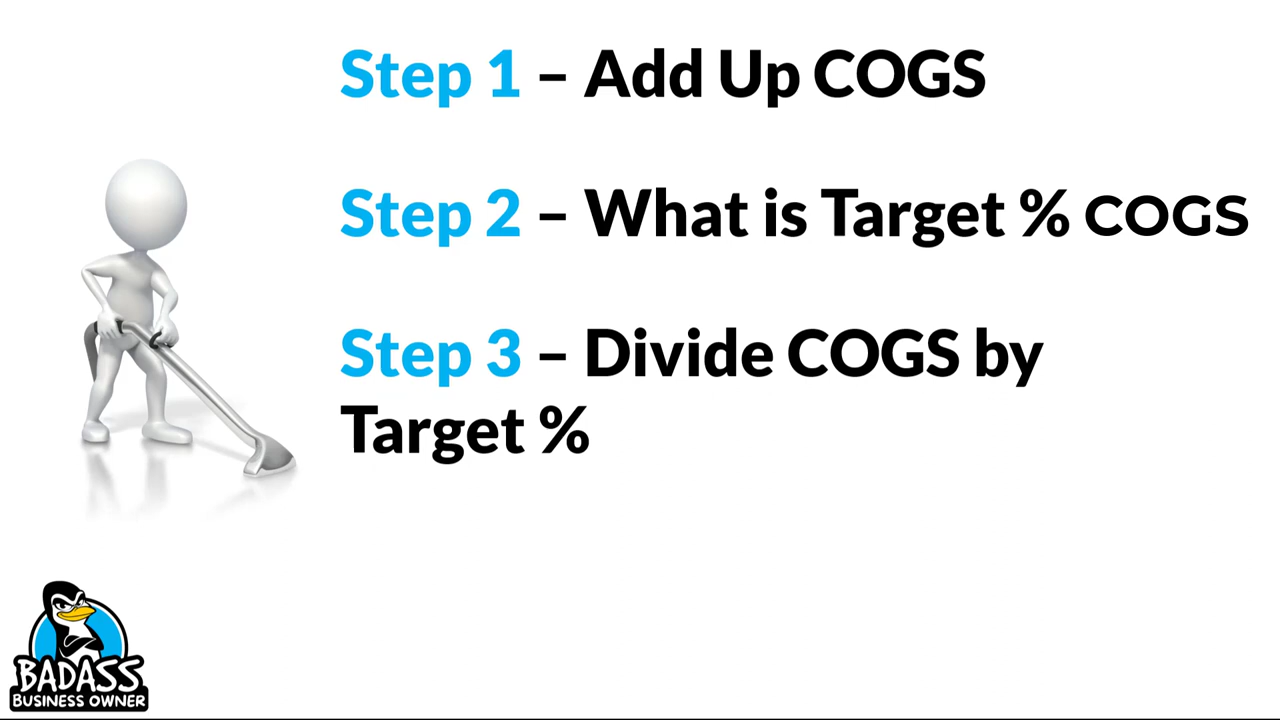 Step 1 – Add Up COGS
Step 2 – What is Target % COGS
Step 3 – Divide COGS by
Target %
BADASS
BUSINESS OWNER